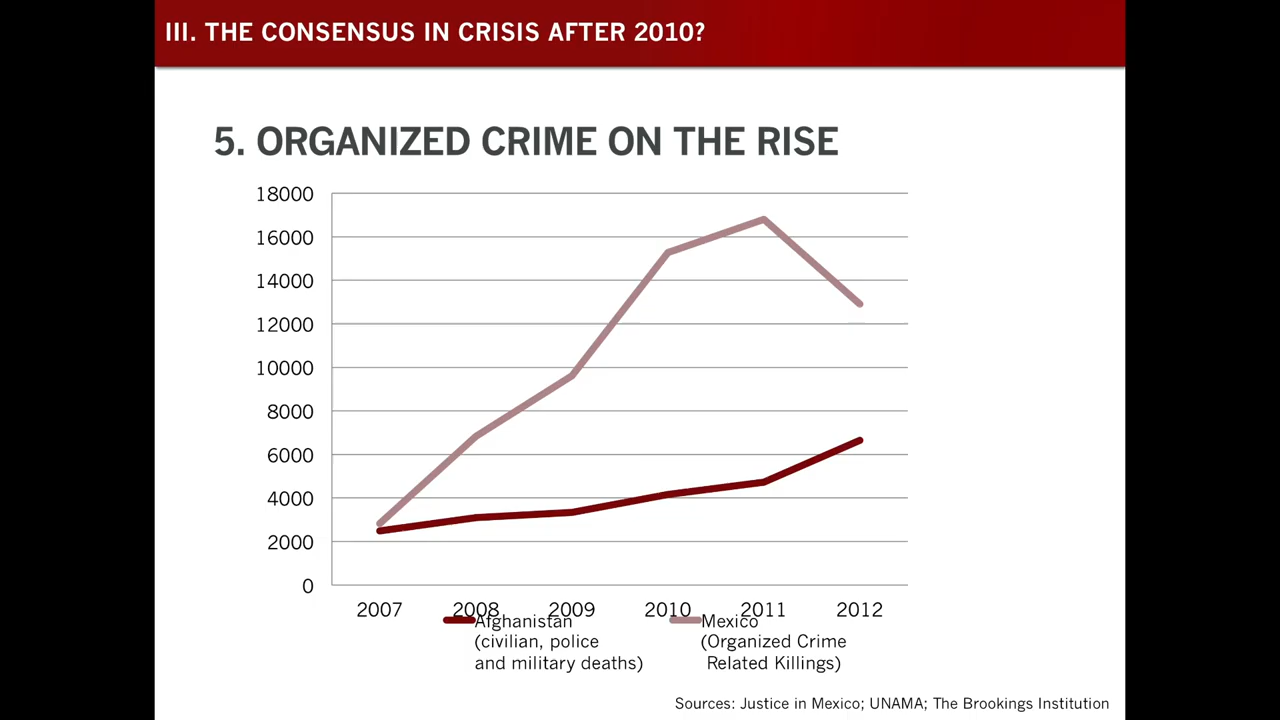 III. THE CONSENSUS IN CRISIS AFTER 2010?
5. ORGANIZED CRIME ON THE RISE
18000
16000
14000
12000
10000
8000
6000
4000
2000
0
2007 2008 2009 2010 2011 2012
Afghanistan
(civilian, police
and military deaths)
Mexico
(Organized Crime
Related Killings)
Sources: Justice in Mexico; UNAMA; The Brookings Institution